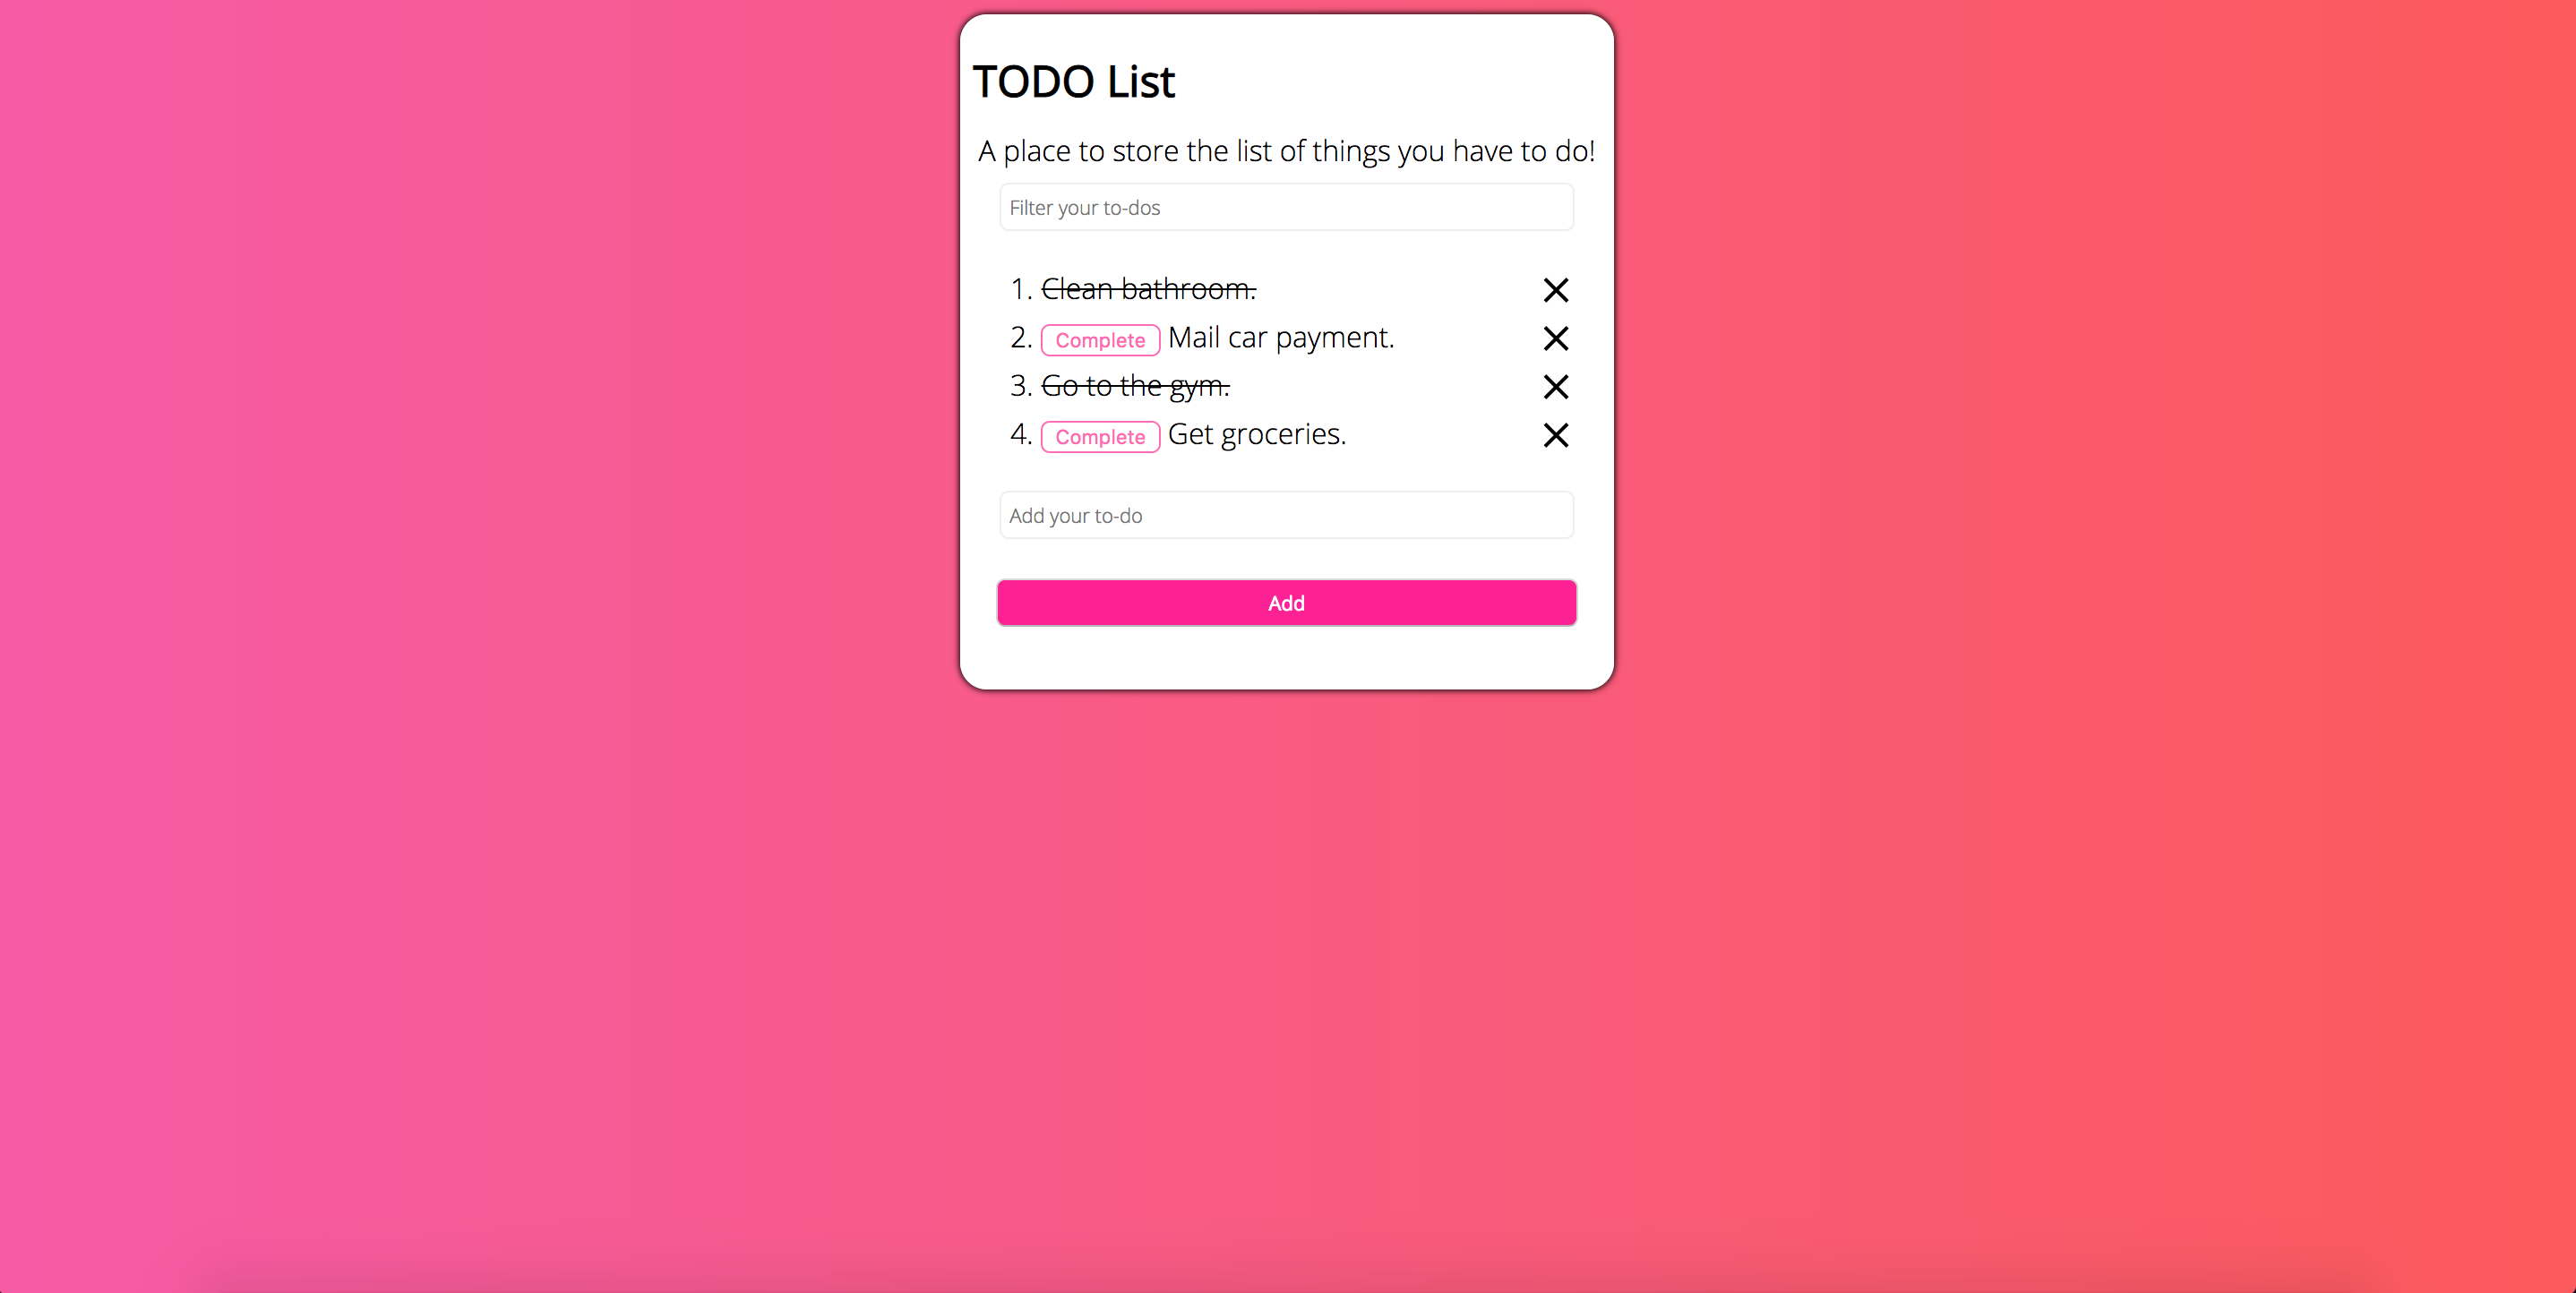 TODO List
A place to store the list of things you have to do!
Filter your to-dos
1. Clean bathroom.
2. Complete Mail car payment.
3. Go to the gym.
4. Complete Get groceries.
Add your to-do
Add